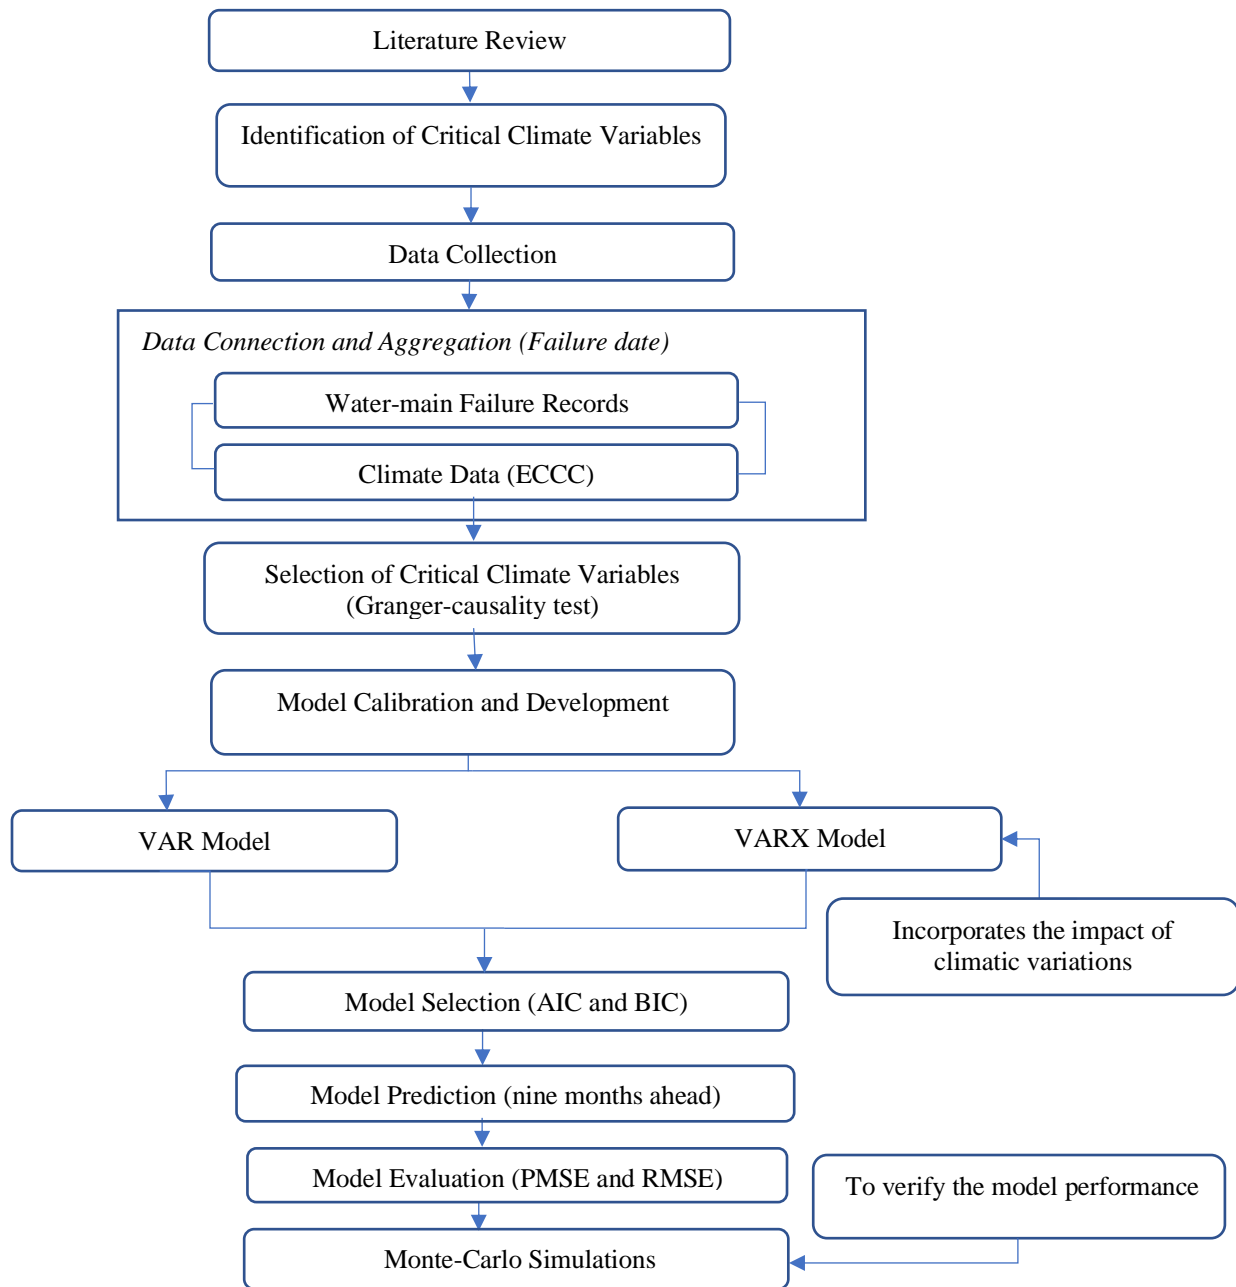 Literature Review
Identification of Critical Climate Variables
Data Collection
Data Connection and Aggregation (Failure date)
Water-main Failure Records
Climate Data (ECCC)
Selection of Critical Climate Variables
(Granger-causality test)
Model Calibration and Development
VAR Model
VARX Model
Incorporates the impact of
climatic variations
Model Selection (AIC and BIC)
Model Prediction (nine months ahead)
Model Evaluation (PMSE and RMSE)
To verify the model performance
Monte-Carlo Simulations